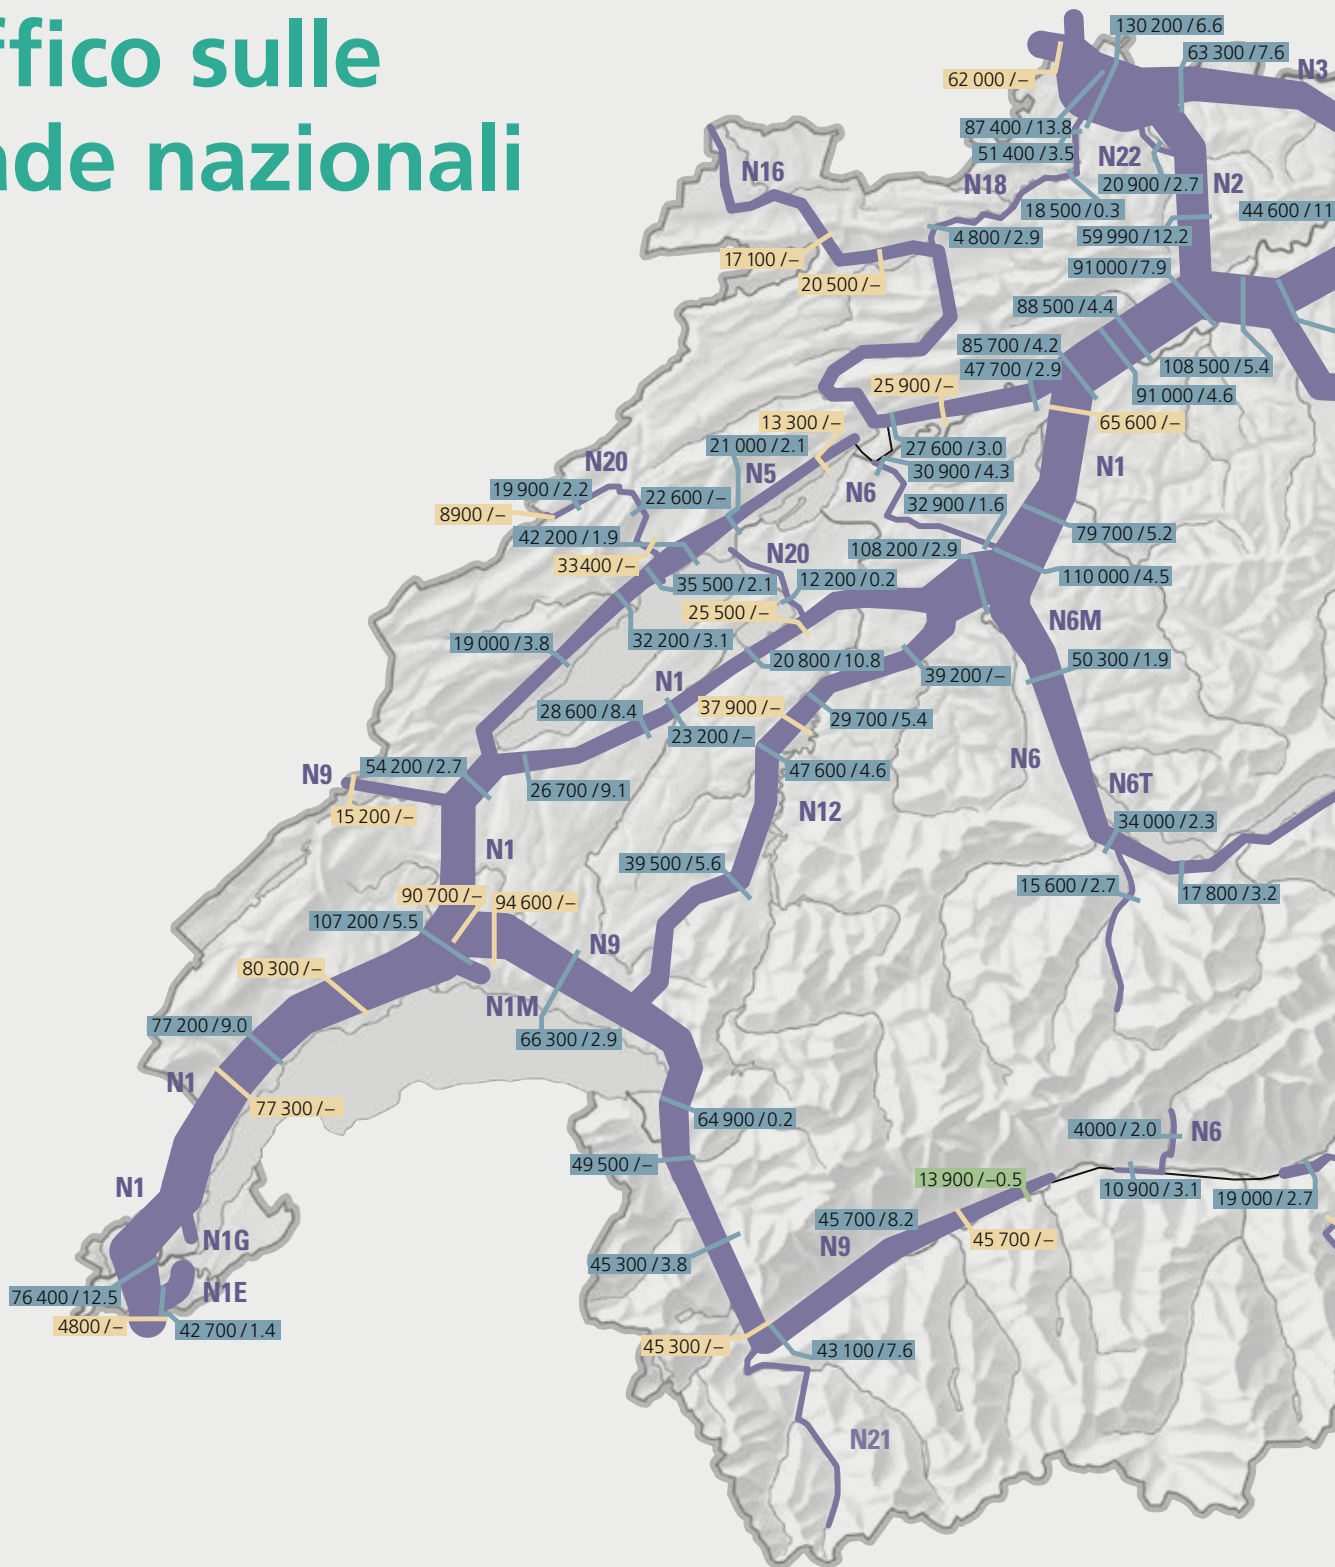 ffico sulle
ade nazionali
130 200 / 6.6
63 300 / 7.6
N3
62 000 / –
87 400 / 13.8
51 400 / 3.5
N22
N16
N18
20 900 / 2.7
N2
18 500 / 0.3
44 600 / 11
4 800 / 2.9
59 990 / 12.2
17 100 / –
20 500 / –
91 000 / 7.9
88 500 / 4.4
85 700 / 4.2
47 700 / 2.9
108 500 / 5.4
25 900 / –
91 000 / 4.6
13 300 / –
65 600 / –
21 000 / 2.1
27 600 / 3.0
N20
N5
30 900 / 4.3
N1
19 900 / 2.2
22 600 / –
N6
32 900 / 1.6
8900 / –
42 200 / 1.9
79 700 / 5.2
N20
108 200 / 2.9
33 400 / –
35 500 / 2.1
12 200 / 0.2
110 000 / 4.5
25 500 / –
N6M
19 000 / 3.8
32 200 / 3.1
20 800 / 10.8
50 300 / 1.9
39 200 / –
N1
28 600 / 8.4
37 900 / –
29 700 / 5.4
23 200 / –
N6
N9
54 200 / 2.7
47 600 / 4.6
26 700 / 9.1
N6T
15 200 / –
N12
34 000 / 2.3
N1
39 500 / 5.6
15 600 / 2.7
17 800 / 3.2
90 700 / –
94 600 / –
107 200 / 5.5
N9
80 300 / –
N1M
77 200 / 9.0
66 300 / 2.9
N1
77 300 / –
64 900 / 0.2
4000 / 2.0
N6
49 500 / –
13 900 / –0.5
N1
10 900 / 3.1
19 000 / 2.7
45 700 / 8.2
N1G
N9
45 700 / –
45 300 / 3.8
N1E
76 400 / 12.5
4800 / –
42 700 / 1.4
45 300 / –
43 100 / 7.6
N21